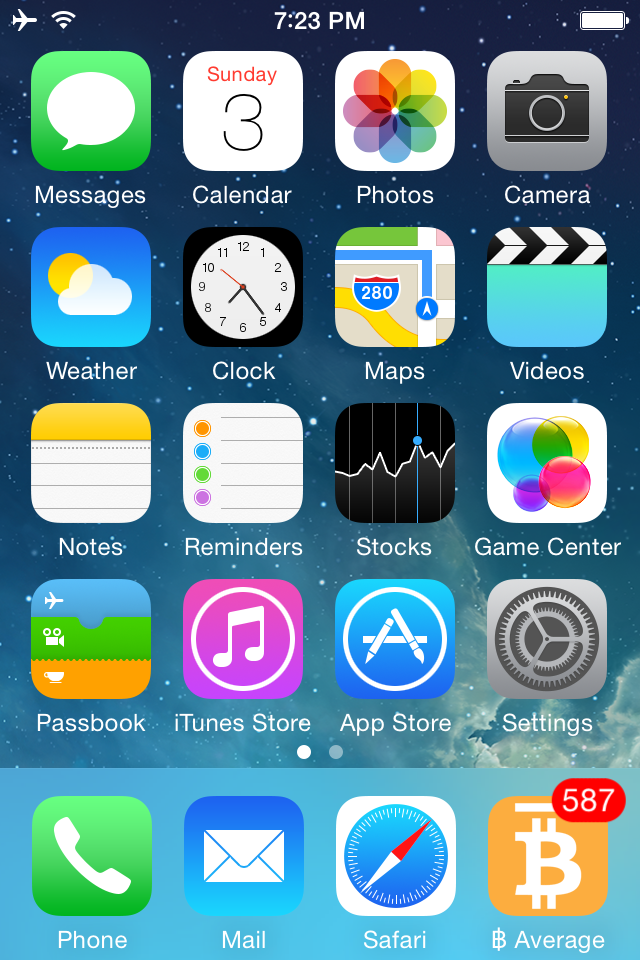 7:23 PM
Sunday
3
Messages Calendar Photos Camera
12
11 1
10 2
9 3
8 4
7 5
6
280
Weather Clock Maps Videos
Notes Reminders Stocks Game Center
Passbook iTunes Store App Store Settings
587
Phone Mail Safari ฿ Average